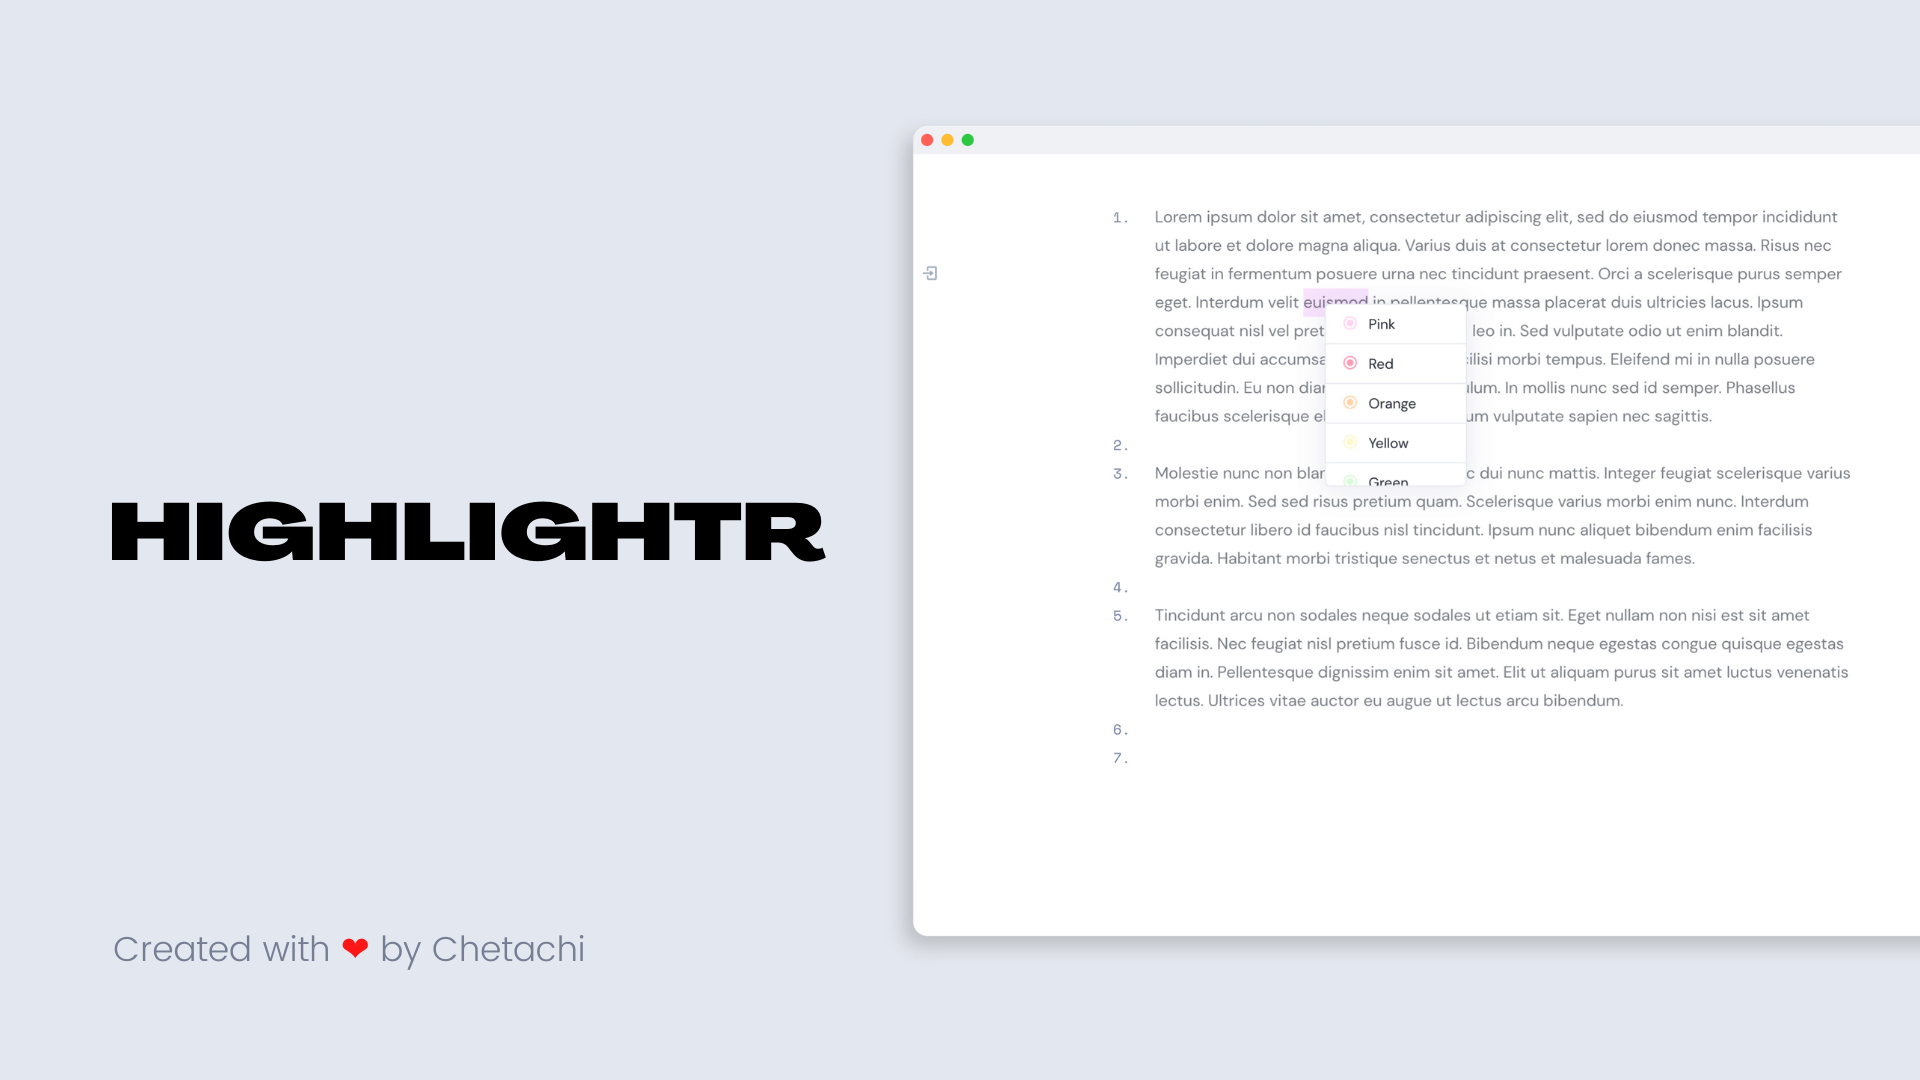 HIGHLIGHTR
Created with ❤ by Chetachi
1. Lorem ipsum dolor sit amet, consectetur adipiscing elit, sed do eiusmod tempor incididunt
ut labore et dolore magna aliqua. Varius duis at consectetur lorem donec massa. Risus nec
feugiat in fermentum posuere urna nec tincidunt praesent. Orci a scelerisque purus semper
eget. Interdum velit euismod in pellentesque massa placerat duis ultricies lacus. Ipsum
consequat nisl vel pret leo in. Sed vulputate odio ut enim blandit.
Imperdiet dui accumsa ilisi morbi tempus. Eleifend mi in nulla posuere
sollicitudin. Eu non diar ulum. In mollis nunc sed id semper. Phasellus
faucibus scelerisque el um vulputate sapien nec sagittis.
2.
3. Molestie nunc non blan c dui nunc mattis. Integer feugiat scelerisque varius
morbi enim. Sed sed risus pretium quam. Scelerisque varius morbi enim nunc. Interdum
consectetur libero id faucibus nisl tincidunt. Ipsum nunc aliquet bibendum enim facilisis
gravida. Habitant morbi tristique senectus et netus et malesuada fames.
4.
5. Tincidunt arcu non sodales neque sodales ut etiam sit. Eget nullam non nisi est sit amet
facilisis. Nec feugiat nisl pretium fusce id. Bibendum neque egestas congue quisque egestas
diam in. Pellentesque dignissim enim sit amet. Elit ut aliquam purus sit amet luctus venenatis
lectus. Ultrices vitae auctor eu augue ut lectus arcu bibendum.
6.
7.
Pink
Red
Orange
Yellow
Green